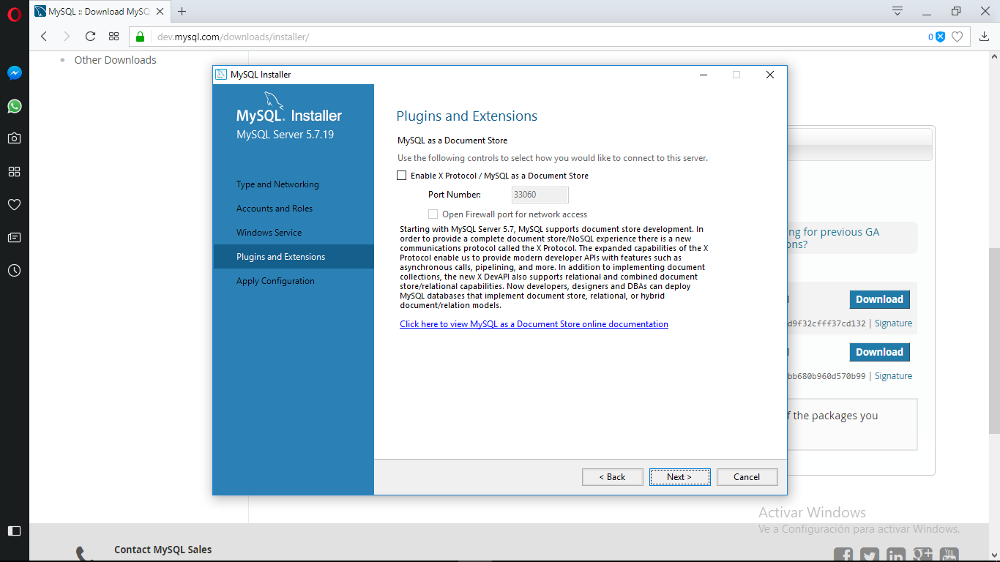 MySQL :: Download MySQ
dev.mysql.com/downloads/installer/
0
Other Downloads
MySQL Installer
MySQL. Installer
MySQL Server 5.7.19
Type and Networking
Accounts and Roles
Windows Service
Plugins and Extensions
Apply Configuration
Plugins and Extensions
MySQL as a Document Store
Use the following controls to select how you would like to connect to this server.
Enable X Protocol / MySQL as a Document Store
Port Number: 33060
Open Firewall port for network access
Starting with MySQL Server 5.7, MySQL supports document store development. In
order to provide a complete document store/NoSQL experience there is a new
communications protocol called the X Protocol. The expanded capabilities of the X
Protocol enable us to provide modern developer APIs with features such as
asynchronous calls, pipelining, and more. In addition to implementing document
collections, the new X DevAPI also supports relational and combined document
store/relational capabilities. Now developers, designers and DBAs can deploy
MySQL databases that implement document store, relational, or hybrid
document/relation models.
Click here to view MySQL as a Document Store online documentation
< Back
Next >
Cancel
ng for previous GA
ons?
Download
d9f32cfff37cd132 | Signature
Download
bb680b960d570b99 | Signature
f the packages you
Activar Windows
Ve a Configuración para activar Windows.
Contact MySQL Sales
f
in
g+
You
Tube